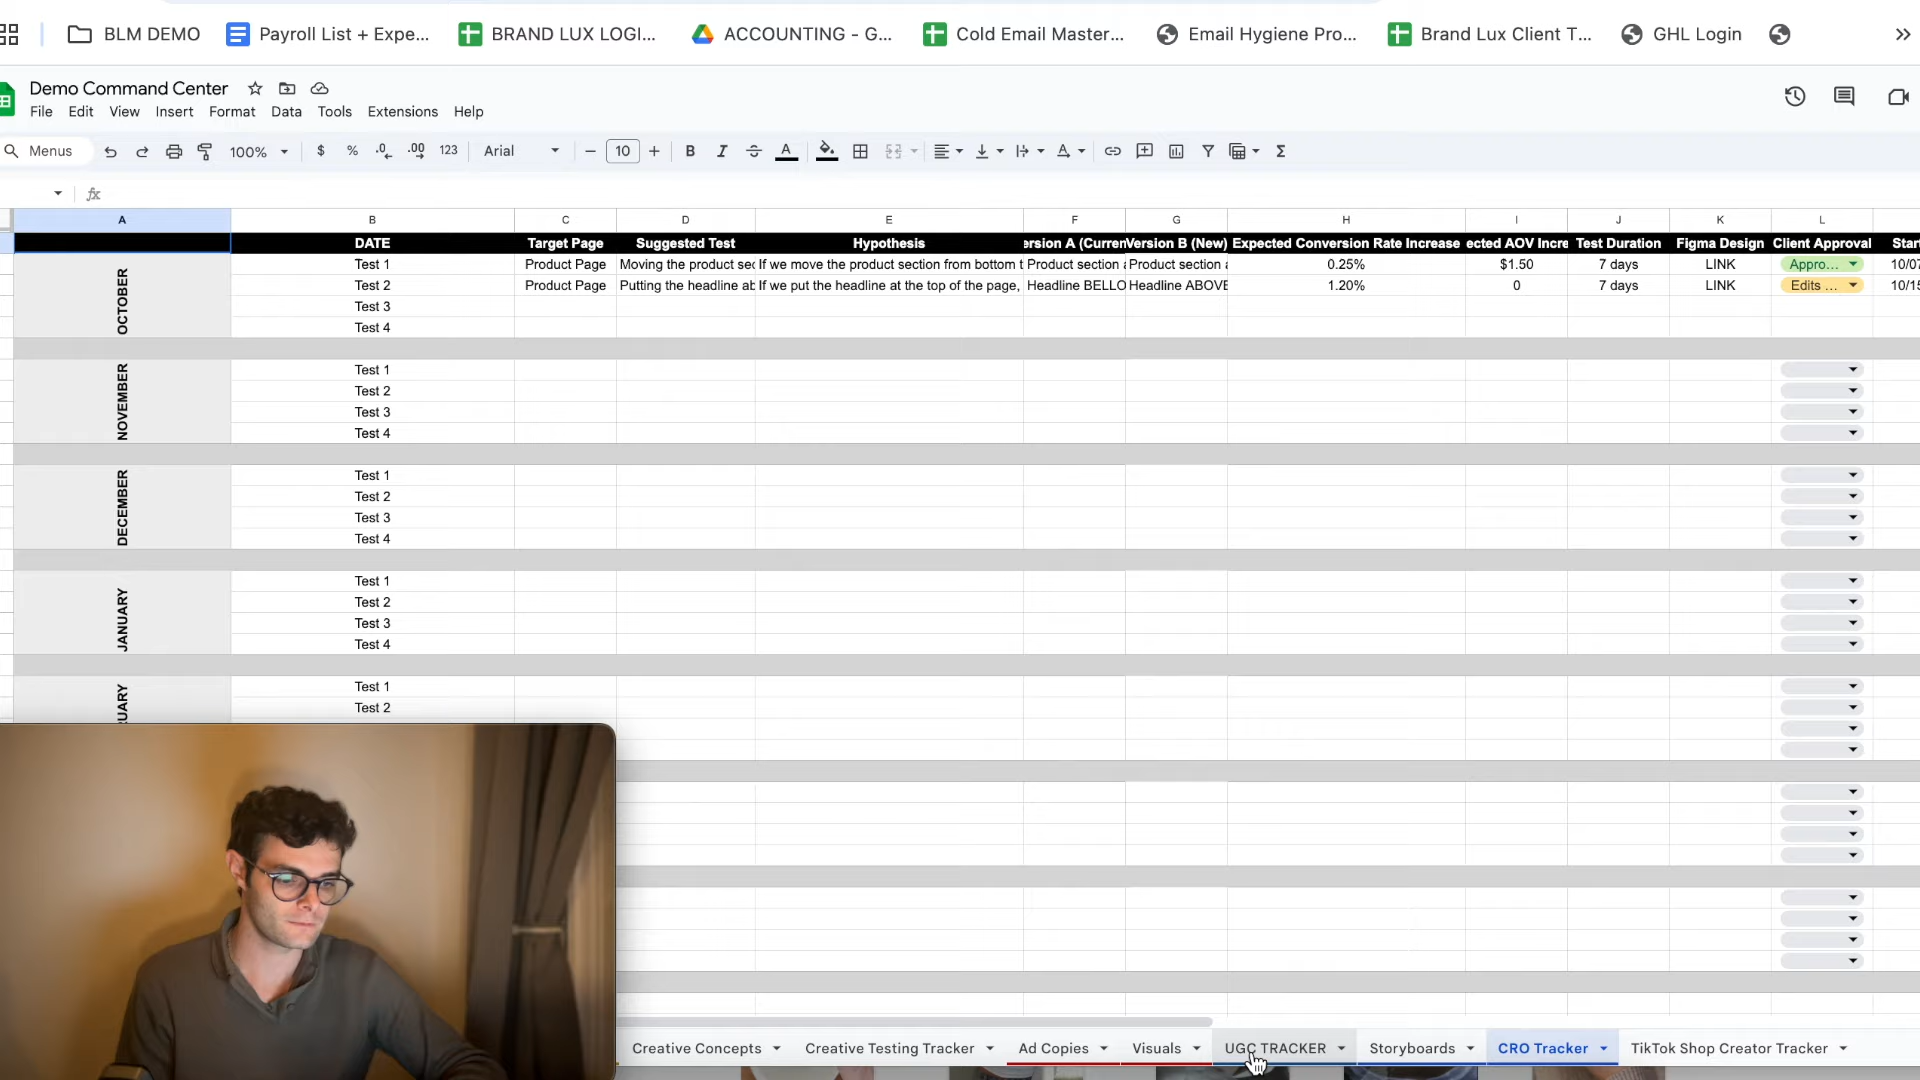 BLM DEMO Payroll List + Expe... BRAND LUX LOGI... ACCOUNTING - G... Cold Email Master... Email Hygiene Pro... Brand Lux Client T... GHL Login
Demo Command Center
File Edit View Insert Format Data Tools Extensions Help
Menus 100% $ % .0 .00 123 Arial 10 B I A
fx
A B C D E F G H I J K L
DATE Target Page Suggested Test Hypothesis ersion A (Curren Version B (New) Expected Conversion Rate Increase ected AOV Incre Test Duration Figma Design Client Approval Star
OCTOBER
Test 1 Product Page Moving the product sec If we move the product section from bottom t Product section a Product section a 0.25% $1.50 7 days LINK Appro... 10/07
Test 2 Product Page Putting the headline ab If we put the headline at the top of the page, Headline BELLO Headline ABOVE 1.20% 0 7 days LINK Edits ... 10/15
Test 3
Test 4
NOVEMBER
Test 1
Test 2
Test 3
Test 4
DECEMBER
Test 1
Test 2
Test 3
Test 4
JANUARY
Test 1
Test 2
Test 3
Test 4
RUARY
Test 1
Test 2
Creative Concepts Creative Testing Tracker Ad Copies Visuals UGC TRACKER Storyboards CRO Tracker TikTok Shop Creator Tracker